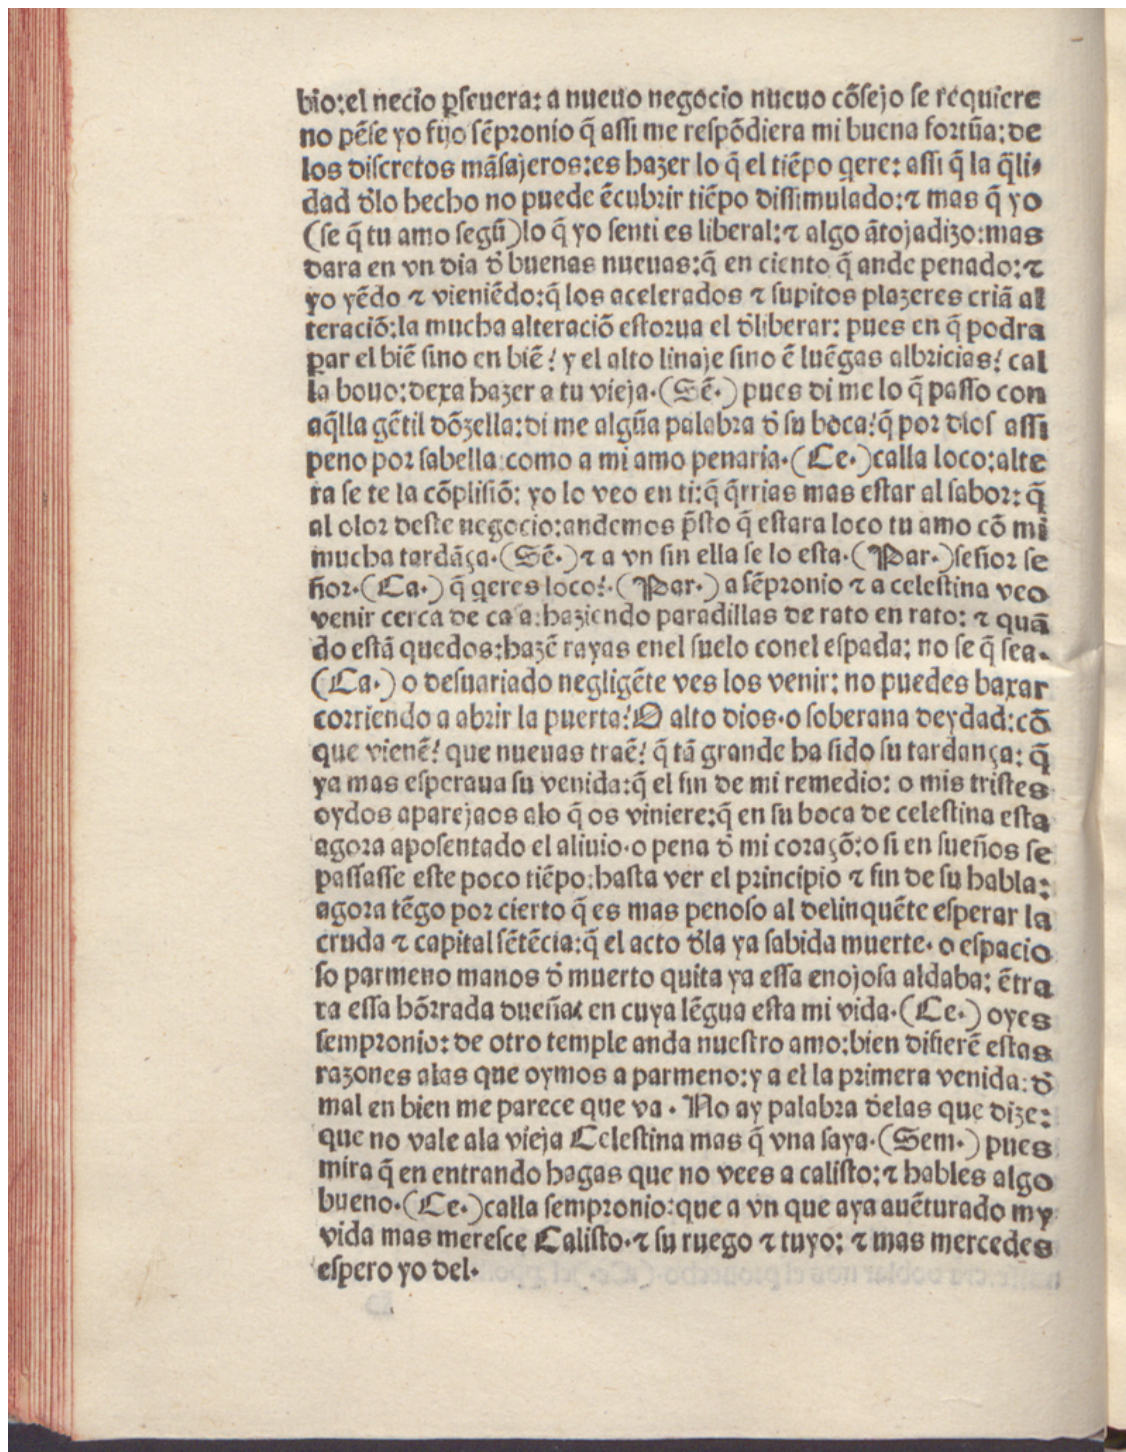 bio:el necio ꝑseuera: a nueuo negocio nueuo cõsejo se requiere
no pẽse yo fijo sẽpronio q̃ assi me respõdiera mi buena fortũa: de
los discretos mãsajeros: es hazer lo q̃ el tiẽpo q̃ere: assi q̃ la q̃li-
dad d̕lo hecho no puede ẽcubrir tiẽpo dissimulado: ⁊ mas q̃ yo
(se q̃ tu amo segũ) lo q̃ yo senti es liberal: ⁊ algo ãtojadizo: mas
dara en vn dia d̕ buenas nueuas: q̃ en ciento q̃ ande penado: ⁊
yo yẽdo ⁊ vieniẽdo: q̃ los acelerados ⁊ supitos plazeres criã al
teraciõ: la mucha alteraciõ estorua el d̕liberar: pues en q̃ podra
ꝑar el biẽ sino en biẽ? y el alto linaje sino ẽ luẽgas albricias? cal
la bouo: dexa hazer a tu vieja. (Sẽ.) pues di me lo q̃ passo con
aq̃lla gẽtil dõzella: di me algũa palabra d̕ su boca? q̃ por dios assi
peno por sabella como a mi amo penaria. (Ce.) calla loco: alte
ra se te la cõplisiõ: yo lo veo en ti: q̃ q̃rrias mas estar al sabor: q̃
al olor deste negocio: andemos p̃sto q̃ estara loco tu amo cõ mi
mucha tardãça. (Sẽ.) ⁊ a vn sin ella se lo esta. (Par.) señor se
ñor. (Ca.) q̃ q̃eres loco? (Par.) a sẽpronio ⁊ a celestina veo
venir cerca de ca a: haziendo paradillas de rato en rato: ⁊ quã
do estã quedos: hazẽ rayas enel suelo conel espada: no se q̃ sea.
(Ca.) o desuariado negligẽte ves los venir: no puedes baxar
corriendo a abrir la puerta? O alto dios. o soberana deydad: cõ
que vienẽ? que nueuas traẽ? q̃ tã grande ha sido su tardança: q̃
ya mas esperaua su venida: q̃ el fin de mi remedio: o mis tristes
oydos aparejaos alo q̃ os viniere: q̃ en su boca de celestina esta
agora aposentado el aliuio. o pena d̕ mi coraçõ: o si en sueños se
passasse este poco tiẽpo: hasta ver el principio ⁊ fin de su habla:
agora tẽgo por cierto q̃ es mas penoso al delinquẽte esperar la
cruda ⁊ capital sẽtẽcia: q̃ el acto d̕la ya sabida muerte. o espacio
so parmeno manos d̕ muerto quita ya essa enojosa aldaba: ẽtra
ra essa hõrrada dueña: en cuya lẽgua esta mi vida. (Ce.) oyes
sempronio: de otro temple anda nuestro amo: bien difierẽ estas
razones alas que oymos a parmeno: y a el la primera venida: d̕
mal en bien me parece que va. No ay palabra delas que dize:
que no vale ala vieja Celestina mas q̃ vna saya. (Sem.) pues
mira q̃ en entrando hagas que no vees a calisto: ⁊ hables algo
bueno. (Ce.) calla sempronio: que a vn que aya auẽturado my
vida mas meresce Calisto. ⁊ su ruego ⁊ tuyo: ⁊ mas mercedes
espero yo del.